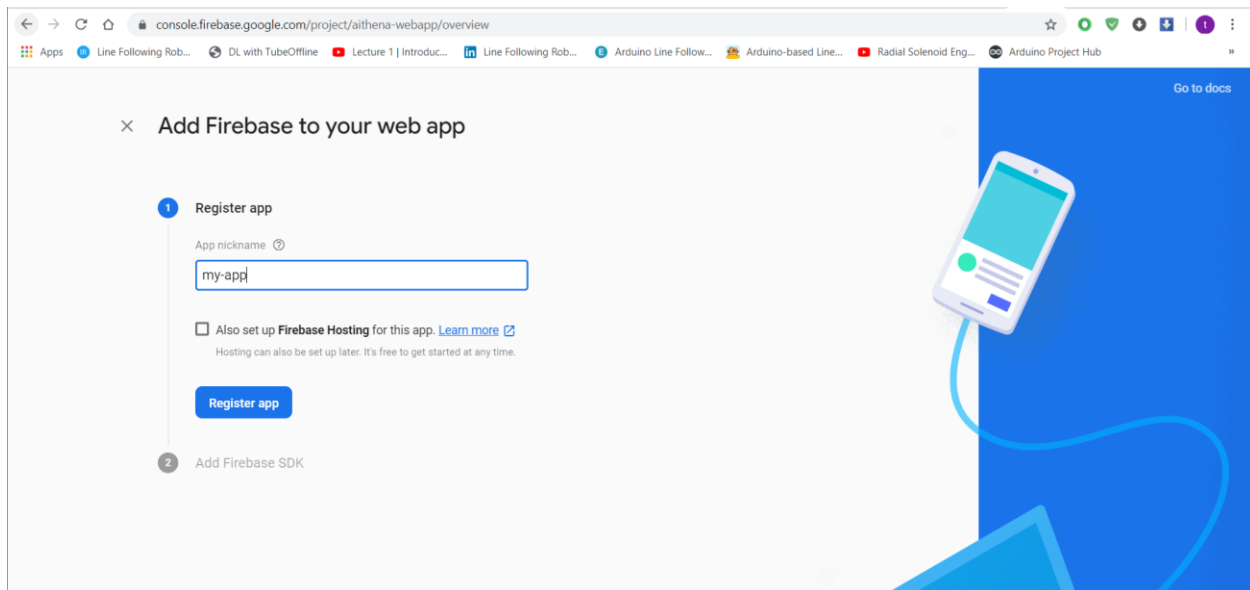 console.firebase.google.com/project/aithena-webapp/overview
t
Apps
Line Following Rob...
DL with TubeOffline
Lecture 1 | Introduc...
in
Line Following Rob...
E
Arduino Line Follow...
Arduino-based Line...
Radial Solenoid Eng...
Arduino Project Hub
»
Go to docs
Add Firebase to your web app
1
Register app
App nickname
my-app
Also set up Firebase Hosting for this app. Learn more
Hosting can also be set up later. It's free to get started at any time.
Register app
2
Add Firebase SDK